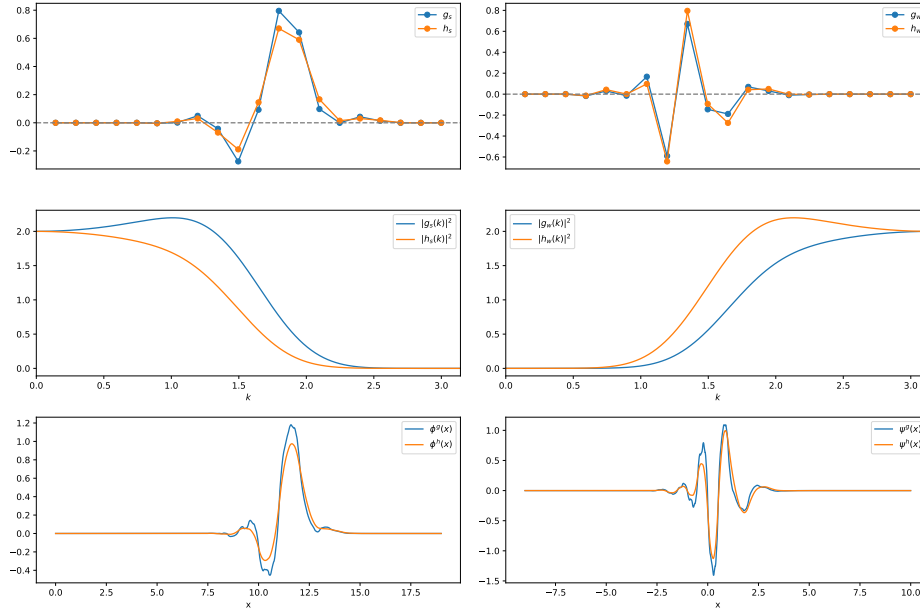 0.8
0.6
0.4
0.2
0.0
−0.2
g_s
h_s
0.8
0.6
0.4
0.2
0.0
−0.2
−0.4
−0.6
g_w
h_w
2.0
1.5
1.0
0.5
0.0
|g_s(k)|²
|h_s(k)|²
0.0 0.5 1.0 1.5 2.0 2.5 3.0
k
2.0
1.5
1.0
0.5
0.0
|g_w(k)|²
|h_w(k)|²
0.0 0.5 1.0 1.5 2.0 2.5 3.0
k
1.2
1.0
0.8
0.6
0.4
0.2
0.0
−0.2
−0.4
ϕ^g(x)
ϕ^h(x)
0.0 2.5 5.0 7.5 10.0 12.5 15.0 17.5
x
1.0
0.5
0.0
−0.5
−1.0
−1.5
ψ^g(x)
ψ^h(x)
−7.5 −5.0 −2.5 0.0 2.5 5.0 7.5 10.0
x